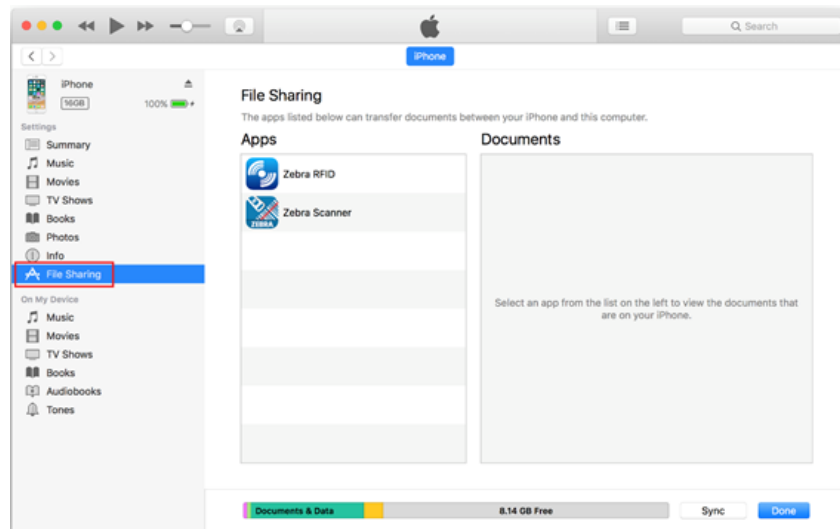 Search
iPhone
iPhone
16GB
100%
Settings
Summary
Music
Movies
TV Shows
Books
Photos
Info
File Sharing
On My Device
Music
Movies
TV Shows
Books
Audiobooks
Tones
File Sharing
The apps listed below can transfer documents between your iPhone and this computer.
Apps
Documents
Zebra RFID
ZEBRA
Zebra Scanner
Select an app from the list on the left to view the documents that
are on your iPhone.
Documents & Data
8.14 GB Free
Sync
Done